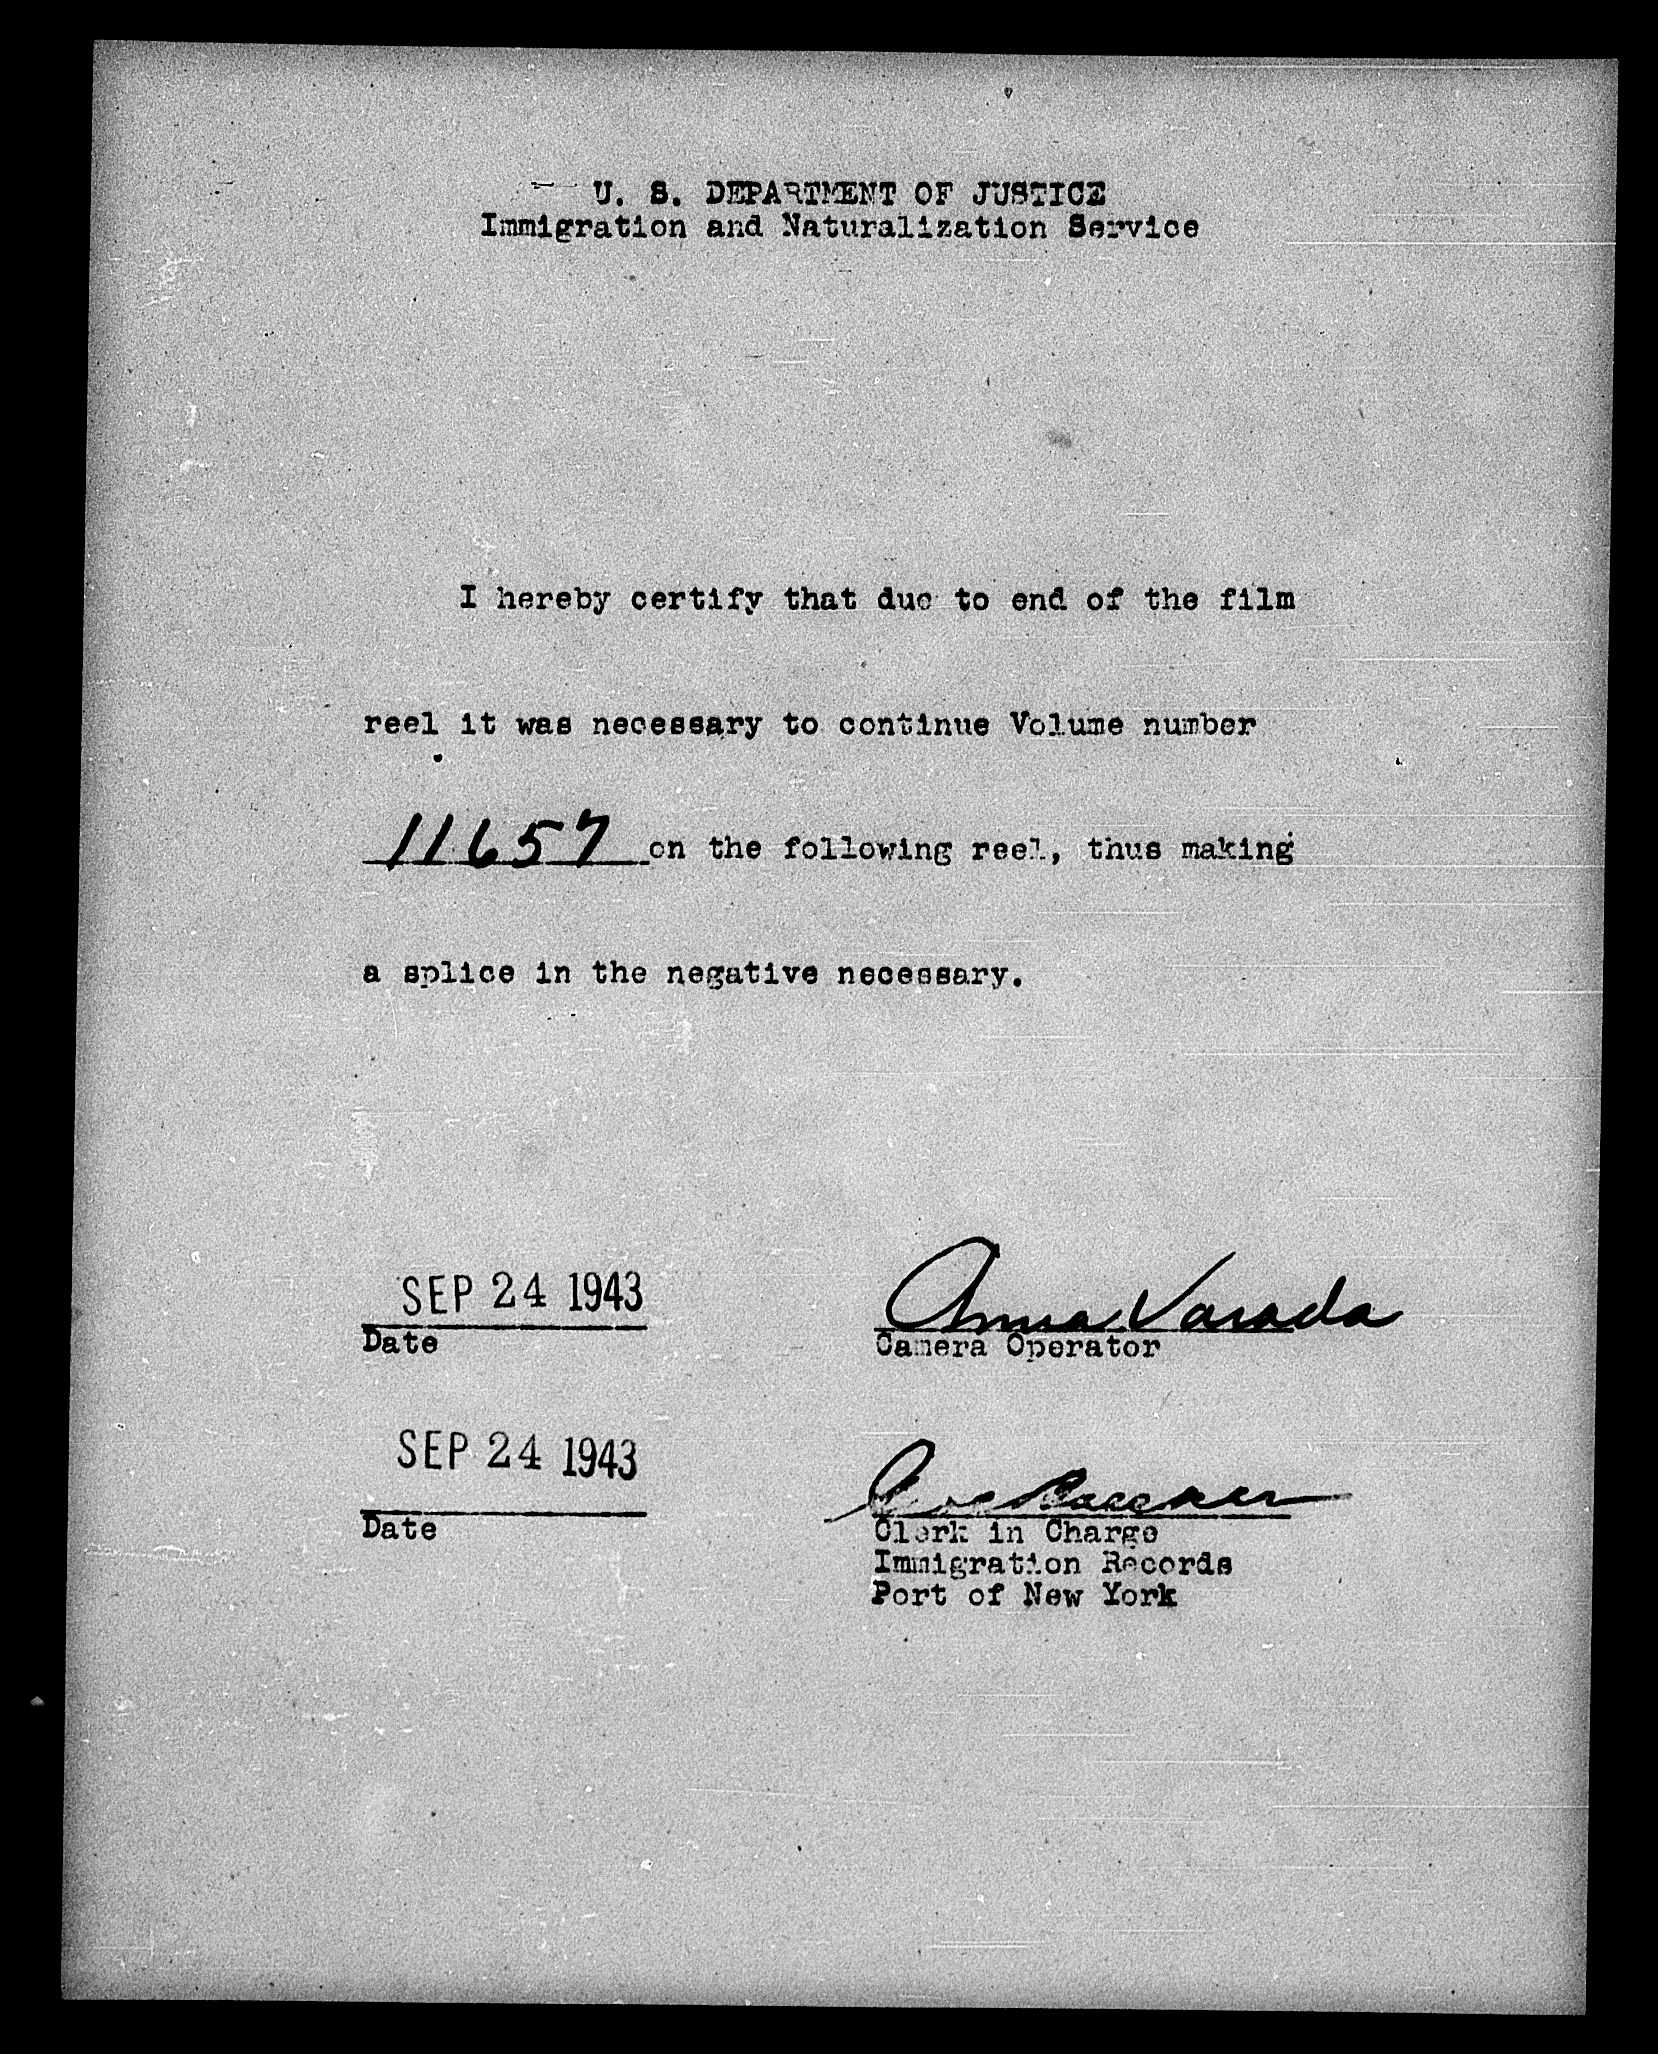 U. S. DEPARTMENT OF JUSTICE
Immigration and Naturalization Service
I hereby certify that due to end of the film
reel it was necessary to continue Volume number
11657 on the following reel, thus making
a splice in the negative necessary.
SEP 24 1943
Anna Varada
Date
Camera Operator
SEP 24 1943
Date
Clerk in Charge
Immigration Records
Port of New York